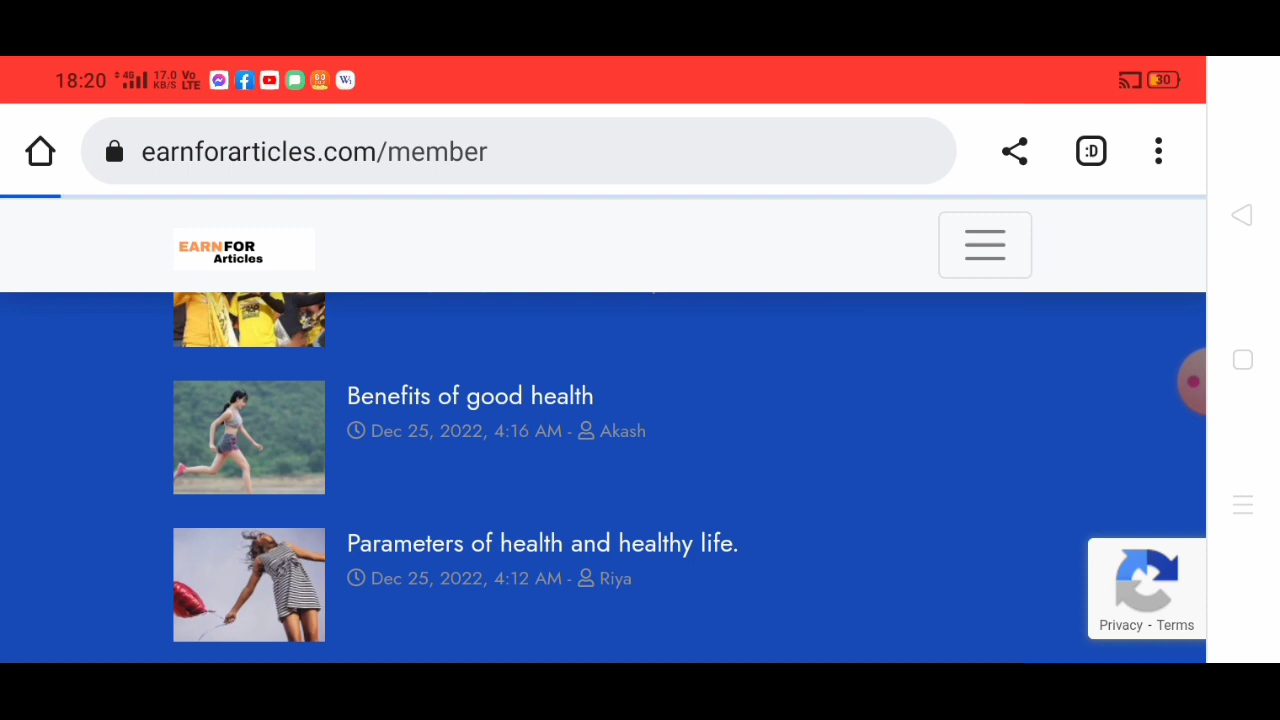 18:20 4G 17.0 KB/S Vo LTE 30
earnforarticles.com/member :D
EARNFOR
Articles
Benefits of good health
Dec 25, 2022, 4:16 AM - Akash
Parameters of health and healthy life.
Dec 25, 2022, 4:12 AM - Riya
Privacy - Terms